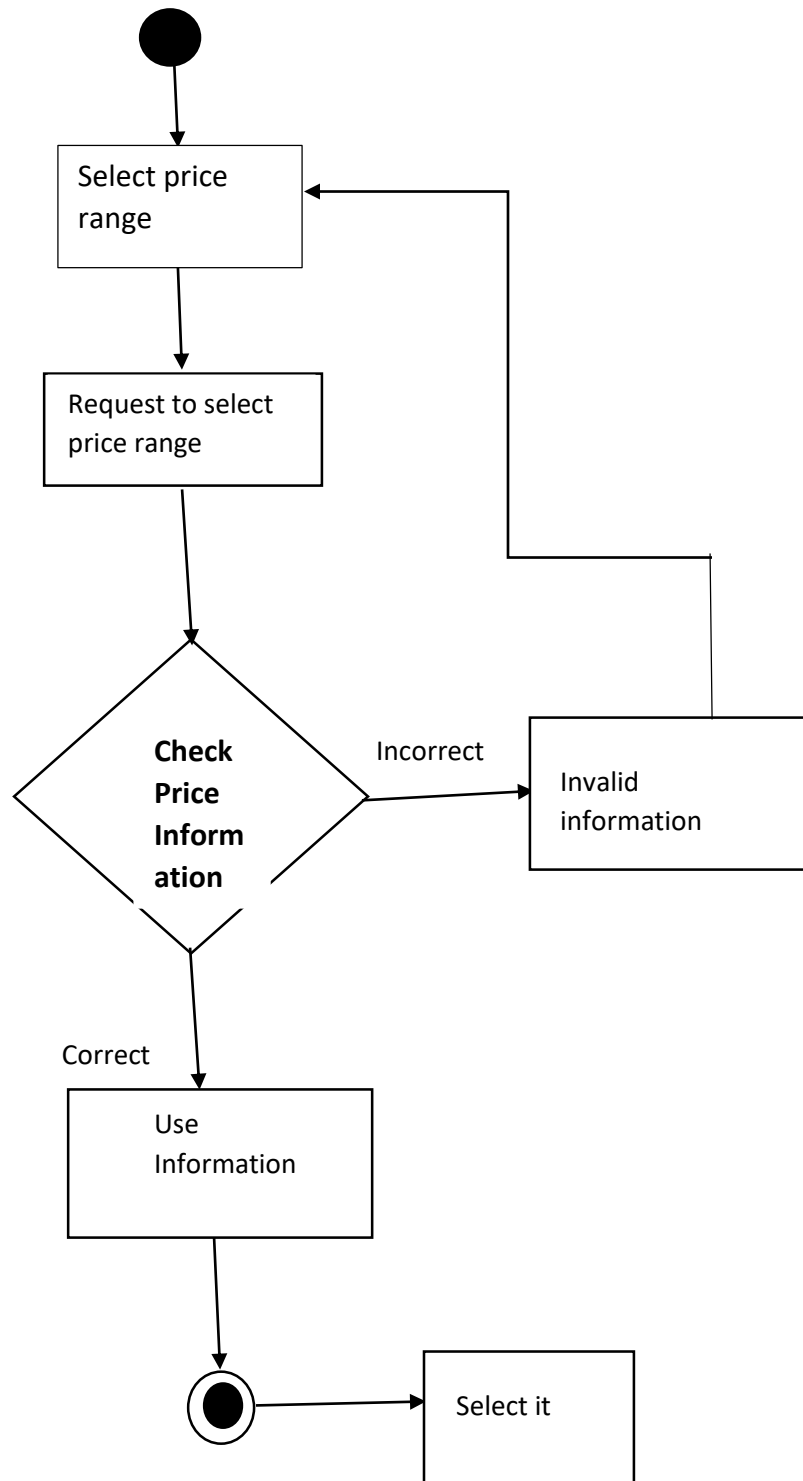 Select price
range
Request to select
price range
Check
Price
Inform
ation
Incorrect
Invalid
information
Correct
Use
Information
Select it